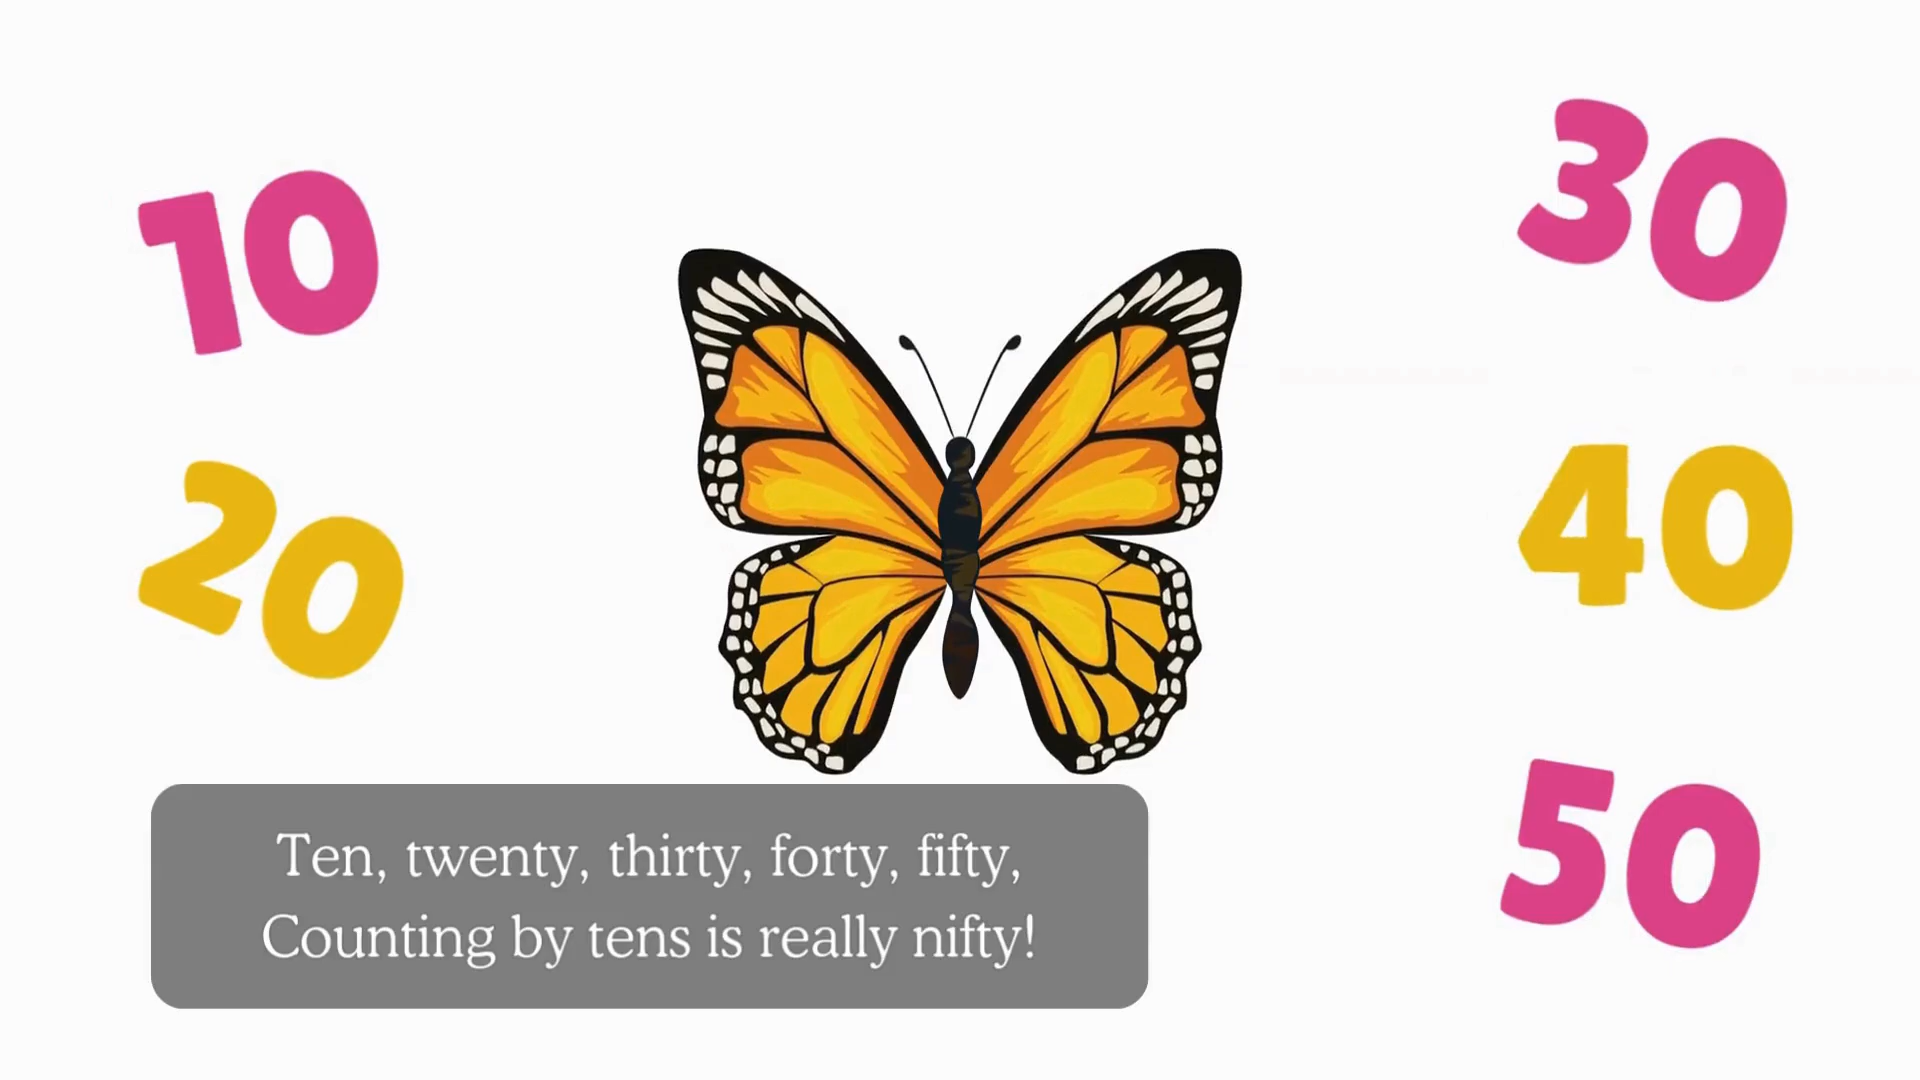 10
20
30
40
50
Ten, twenty, thirty, forty, fifty,
Counting by tens is really nifty!